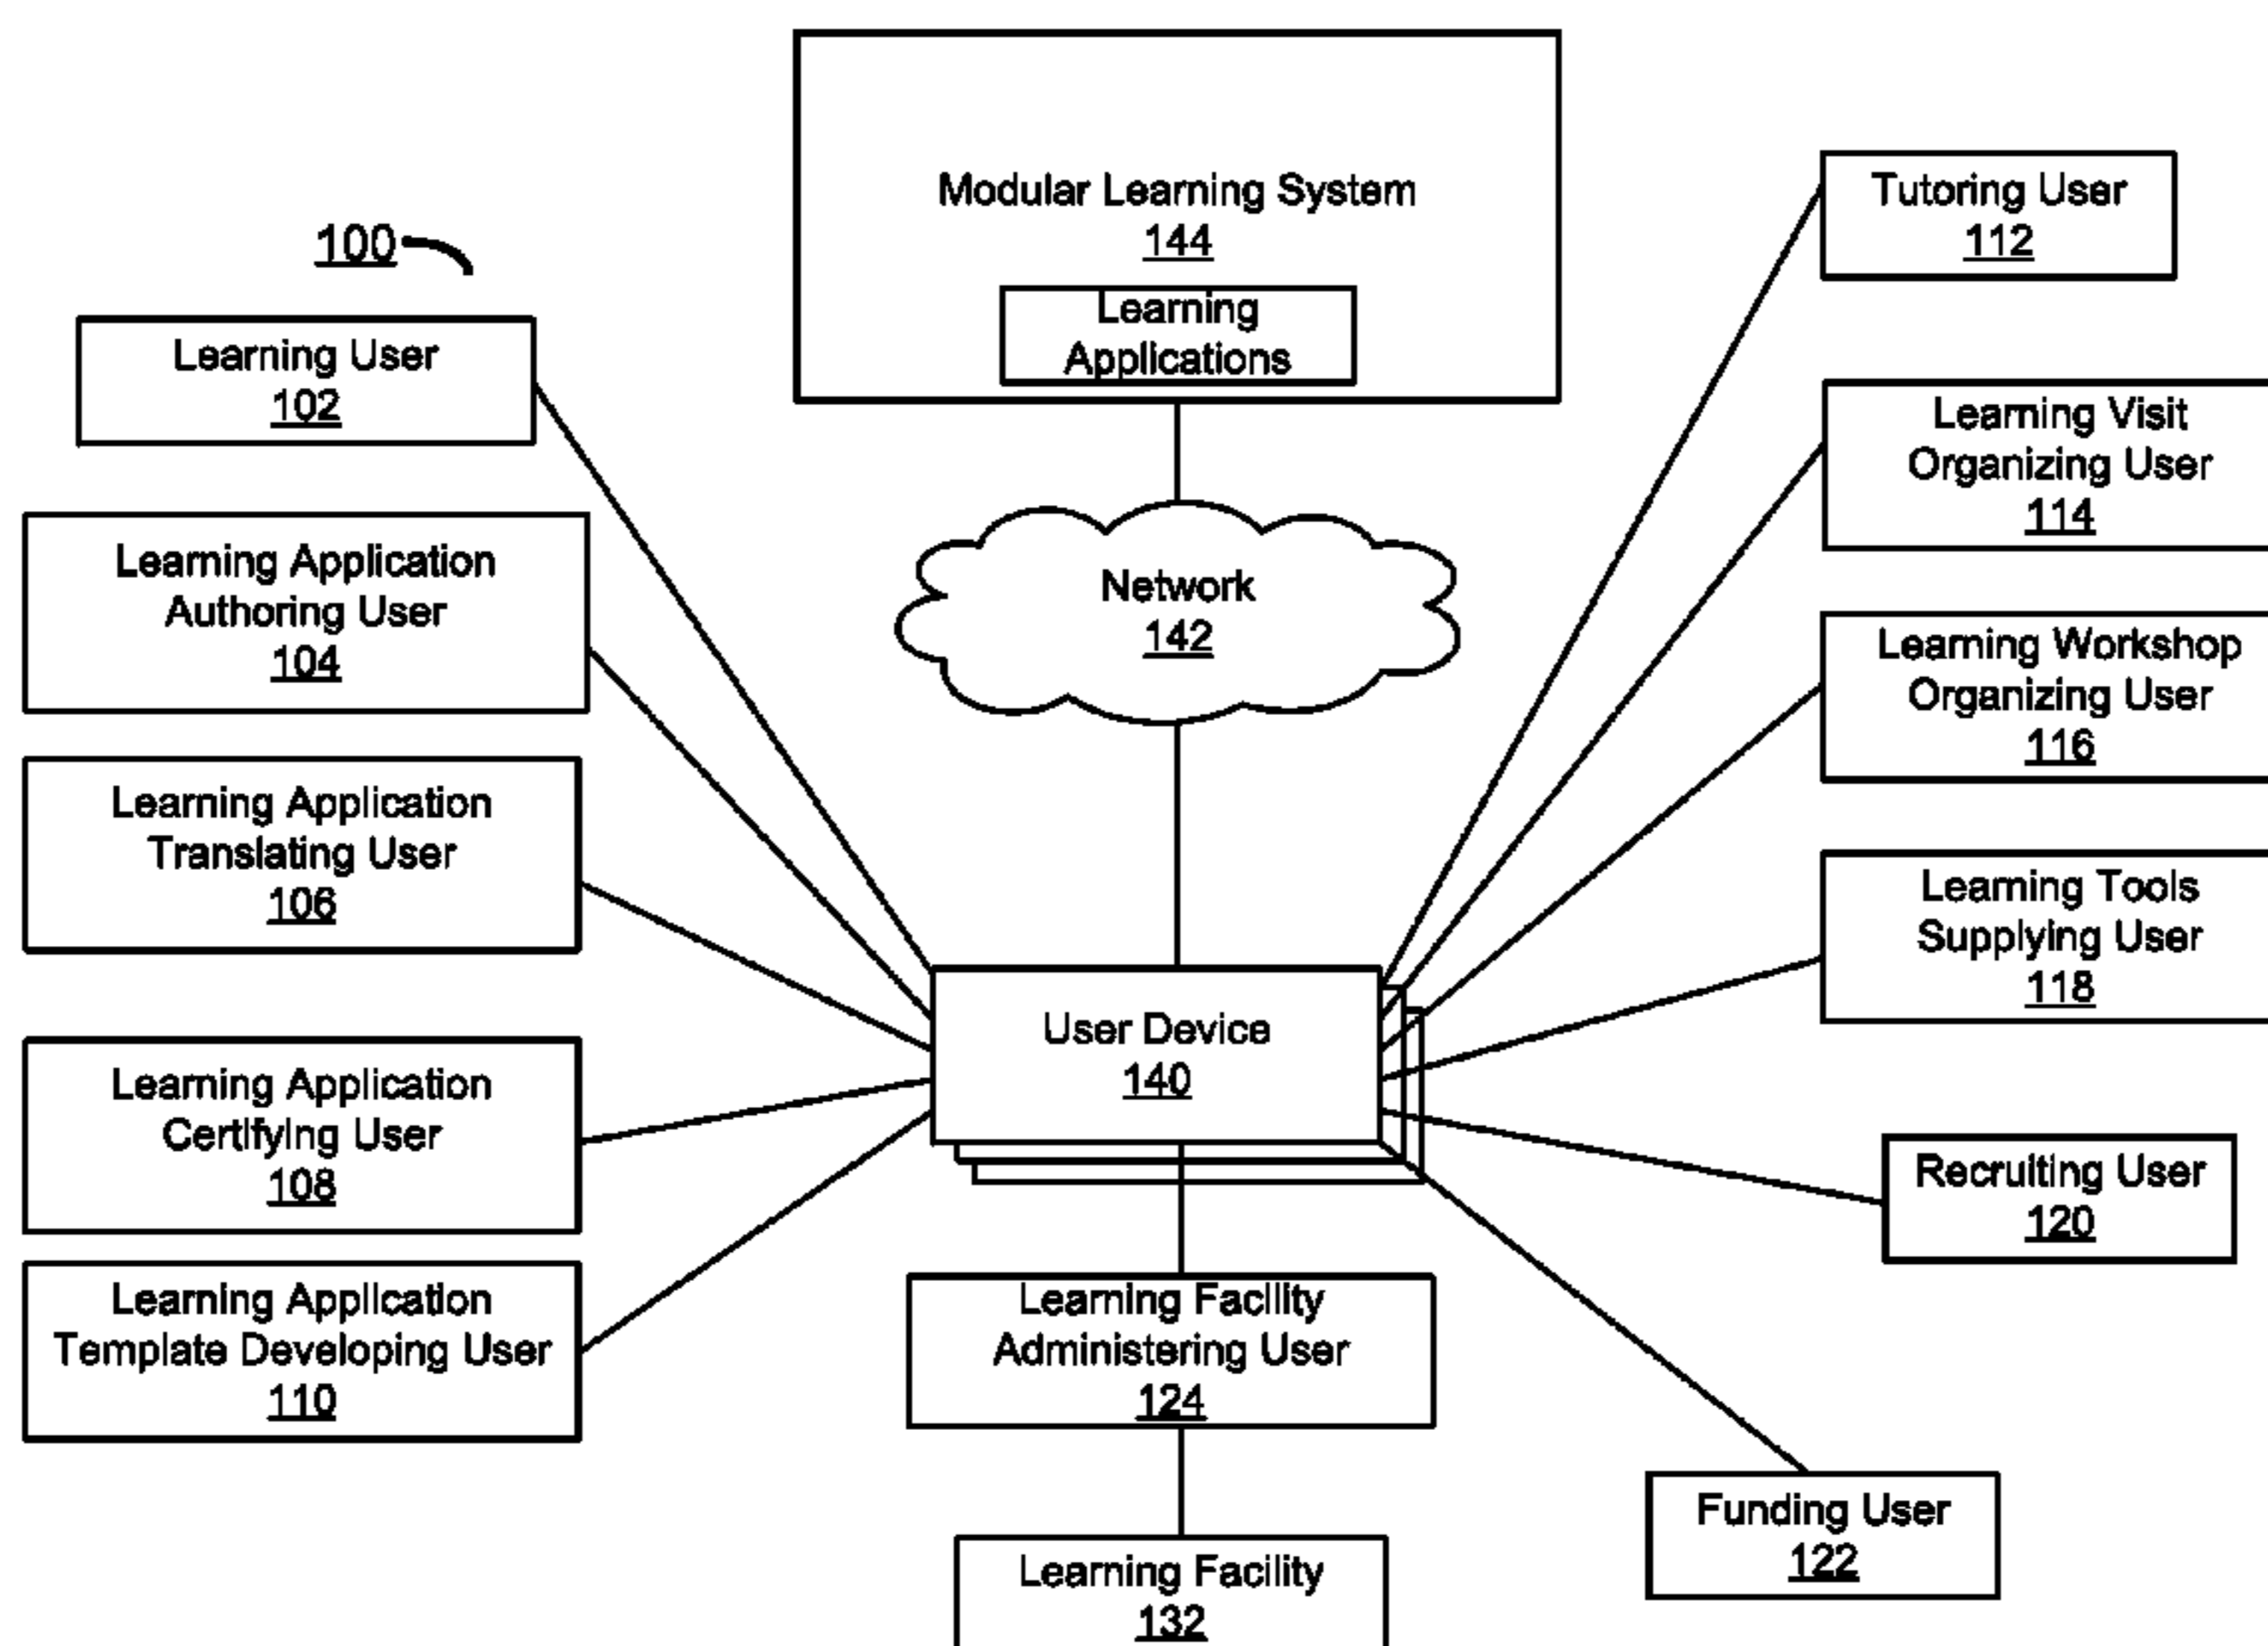 100
Modular Learning System
144
Learning
Applications
Learning User
102
Learning Application
Authoring User
104
Learning Application
Translating User
106
Learning Application
Certifying User
108
Learning Application
Template Developing User
110
Network
142
User Device
140
Learning Facility
Administering User
124
Learning Facility
132
Tutoring User
112
Learning Visit
Organizing User
114
Learning Workshop
Organizing User
116
Learning Tools
Supplying User
118
Recruiting User
120
Funding User
122